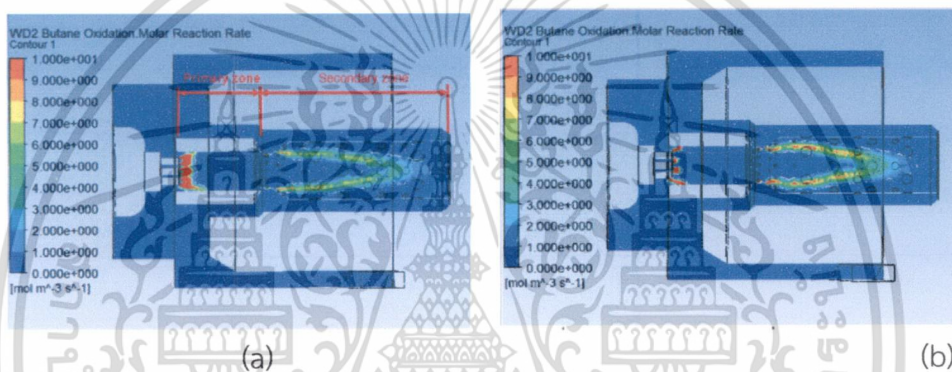 WD2 Butane Oxidation.Molar Reaction Rate
Contour 1
1.000e+001
9.000e+000
8.000e+000
7.000e+000
6.000e+000
5.000e+000
4.000e+000
3.000e+000
2.000e+000
1.000e+000
0.000e+000
[mol m^-3 s^-1]
Primary zone
Secondary zone
(a)
WD2 Butane Oxidation.Molar Reaction Rate
Contour 1
1.000e+001
9.000e+000
8.000e+000
7.000e+000
6.000e+000
5.000e+000
4.000e+000
3.000e+000
2.000e+000
1.000e+000
0.000e+000
[mol m^-3 s^-1]
(b)